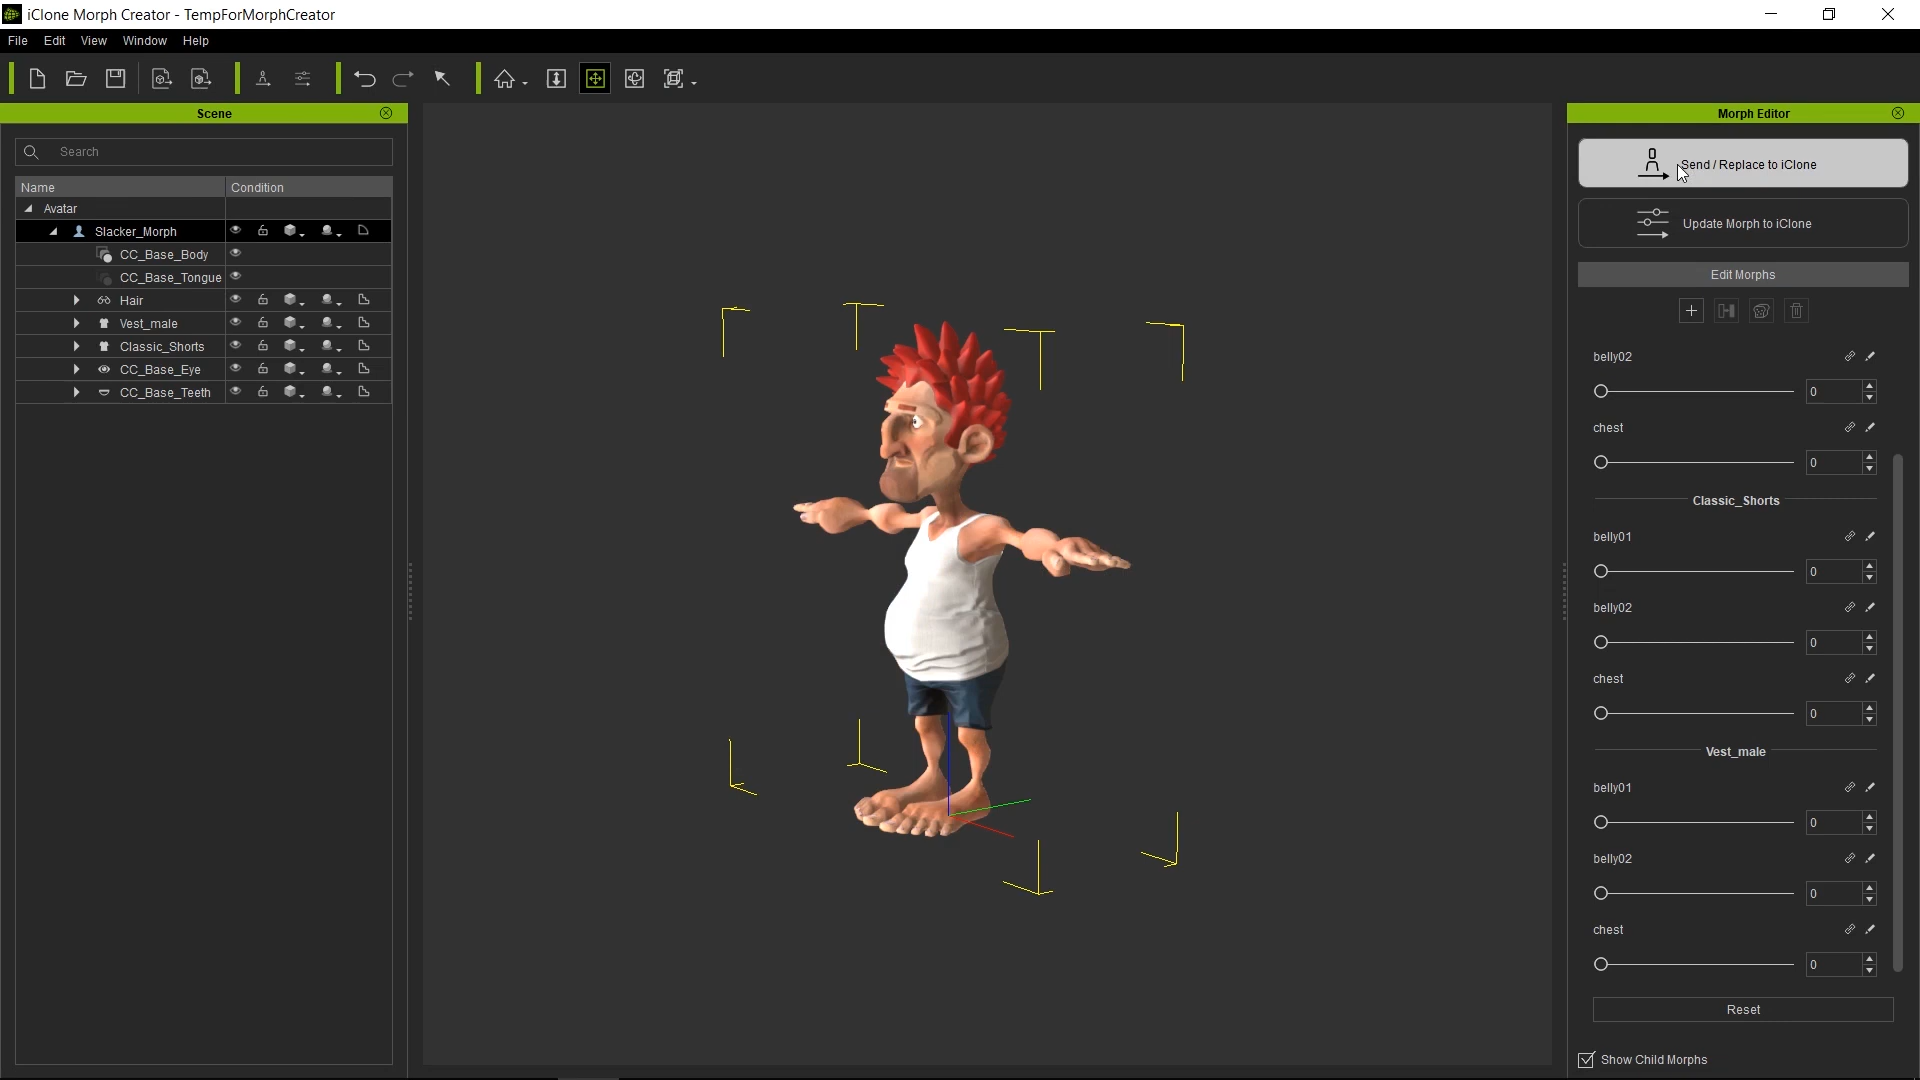 iClone Morph Creator - TempForMorphCreator
File Edit View Window Help
Scene
Search
Name Condition
Avatar
Slacker_Morph
CC_Base_Body
CC_Base_Tongue
Hair
Vest_male
Classic_Shorts
CC_Base_Eye
CC_Base_Teeth
Morph Editor
Send / Replace to iClone
Update Morph to iClone
Edit Morphs
belly02
0
chest
0
Classic_Shorts
belly01
0
belly02
0
chest
0
Vest_male
belly01
0
belly02
0
chest
0
Reset
Show Child Morphs